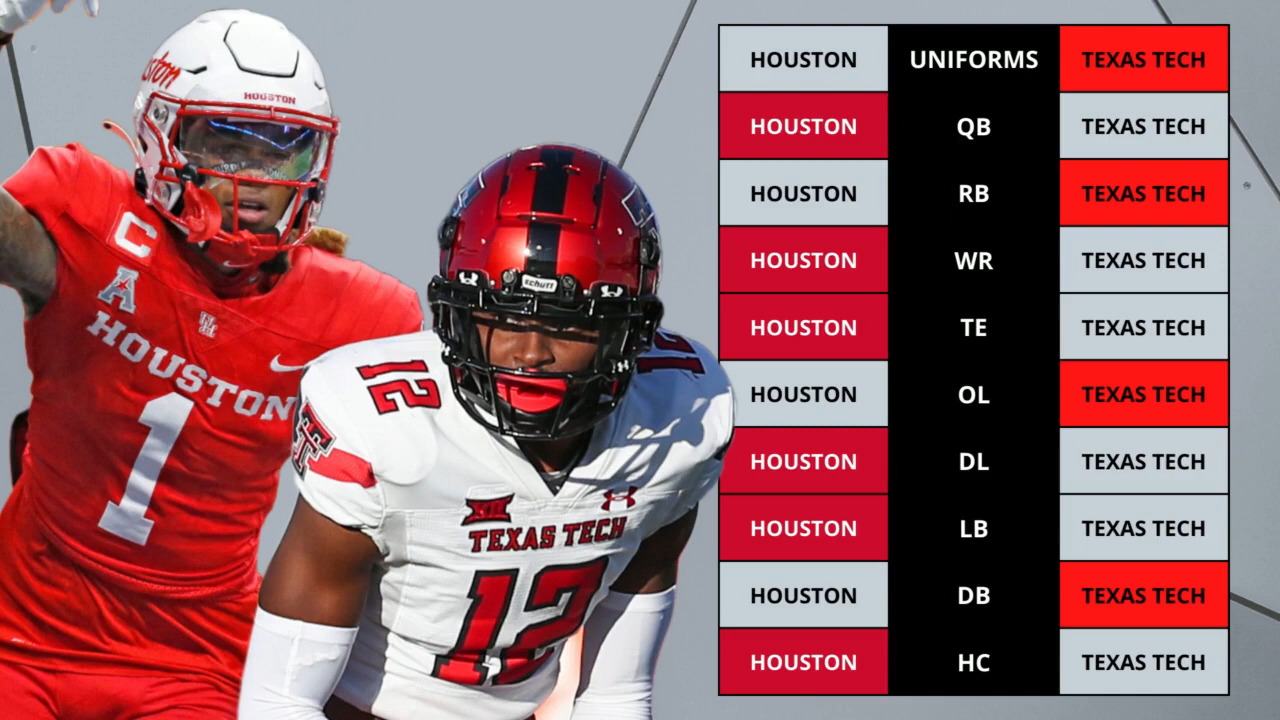 ston
HOUSTON
C
A
HOUSTON
1
schutt
12
12
TEXAS TECH
12
HOUSTON UNIFORMS TEXAS TECH
HOUSTON QB TEXAS TECH
HOUSTON RB TEXAS TECH
HOUSTON WR TEXAS TECH
HOUSTON TE TEXAS TECH
HOUSTON OL TEXAS TECH
HOUSTON DL TEXAS TECH
HOUSTON LB TEXAS TECH
HOUSTON DB TEXAS TECH
HOUSTON HC TEXAS TECH